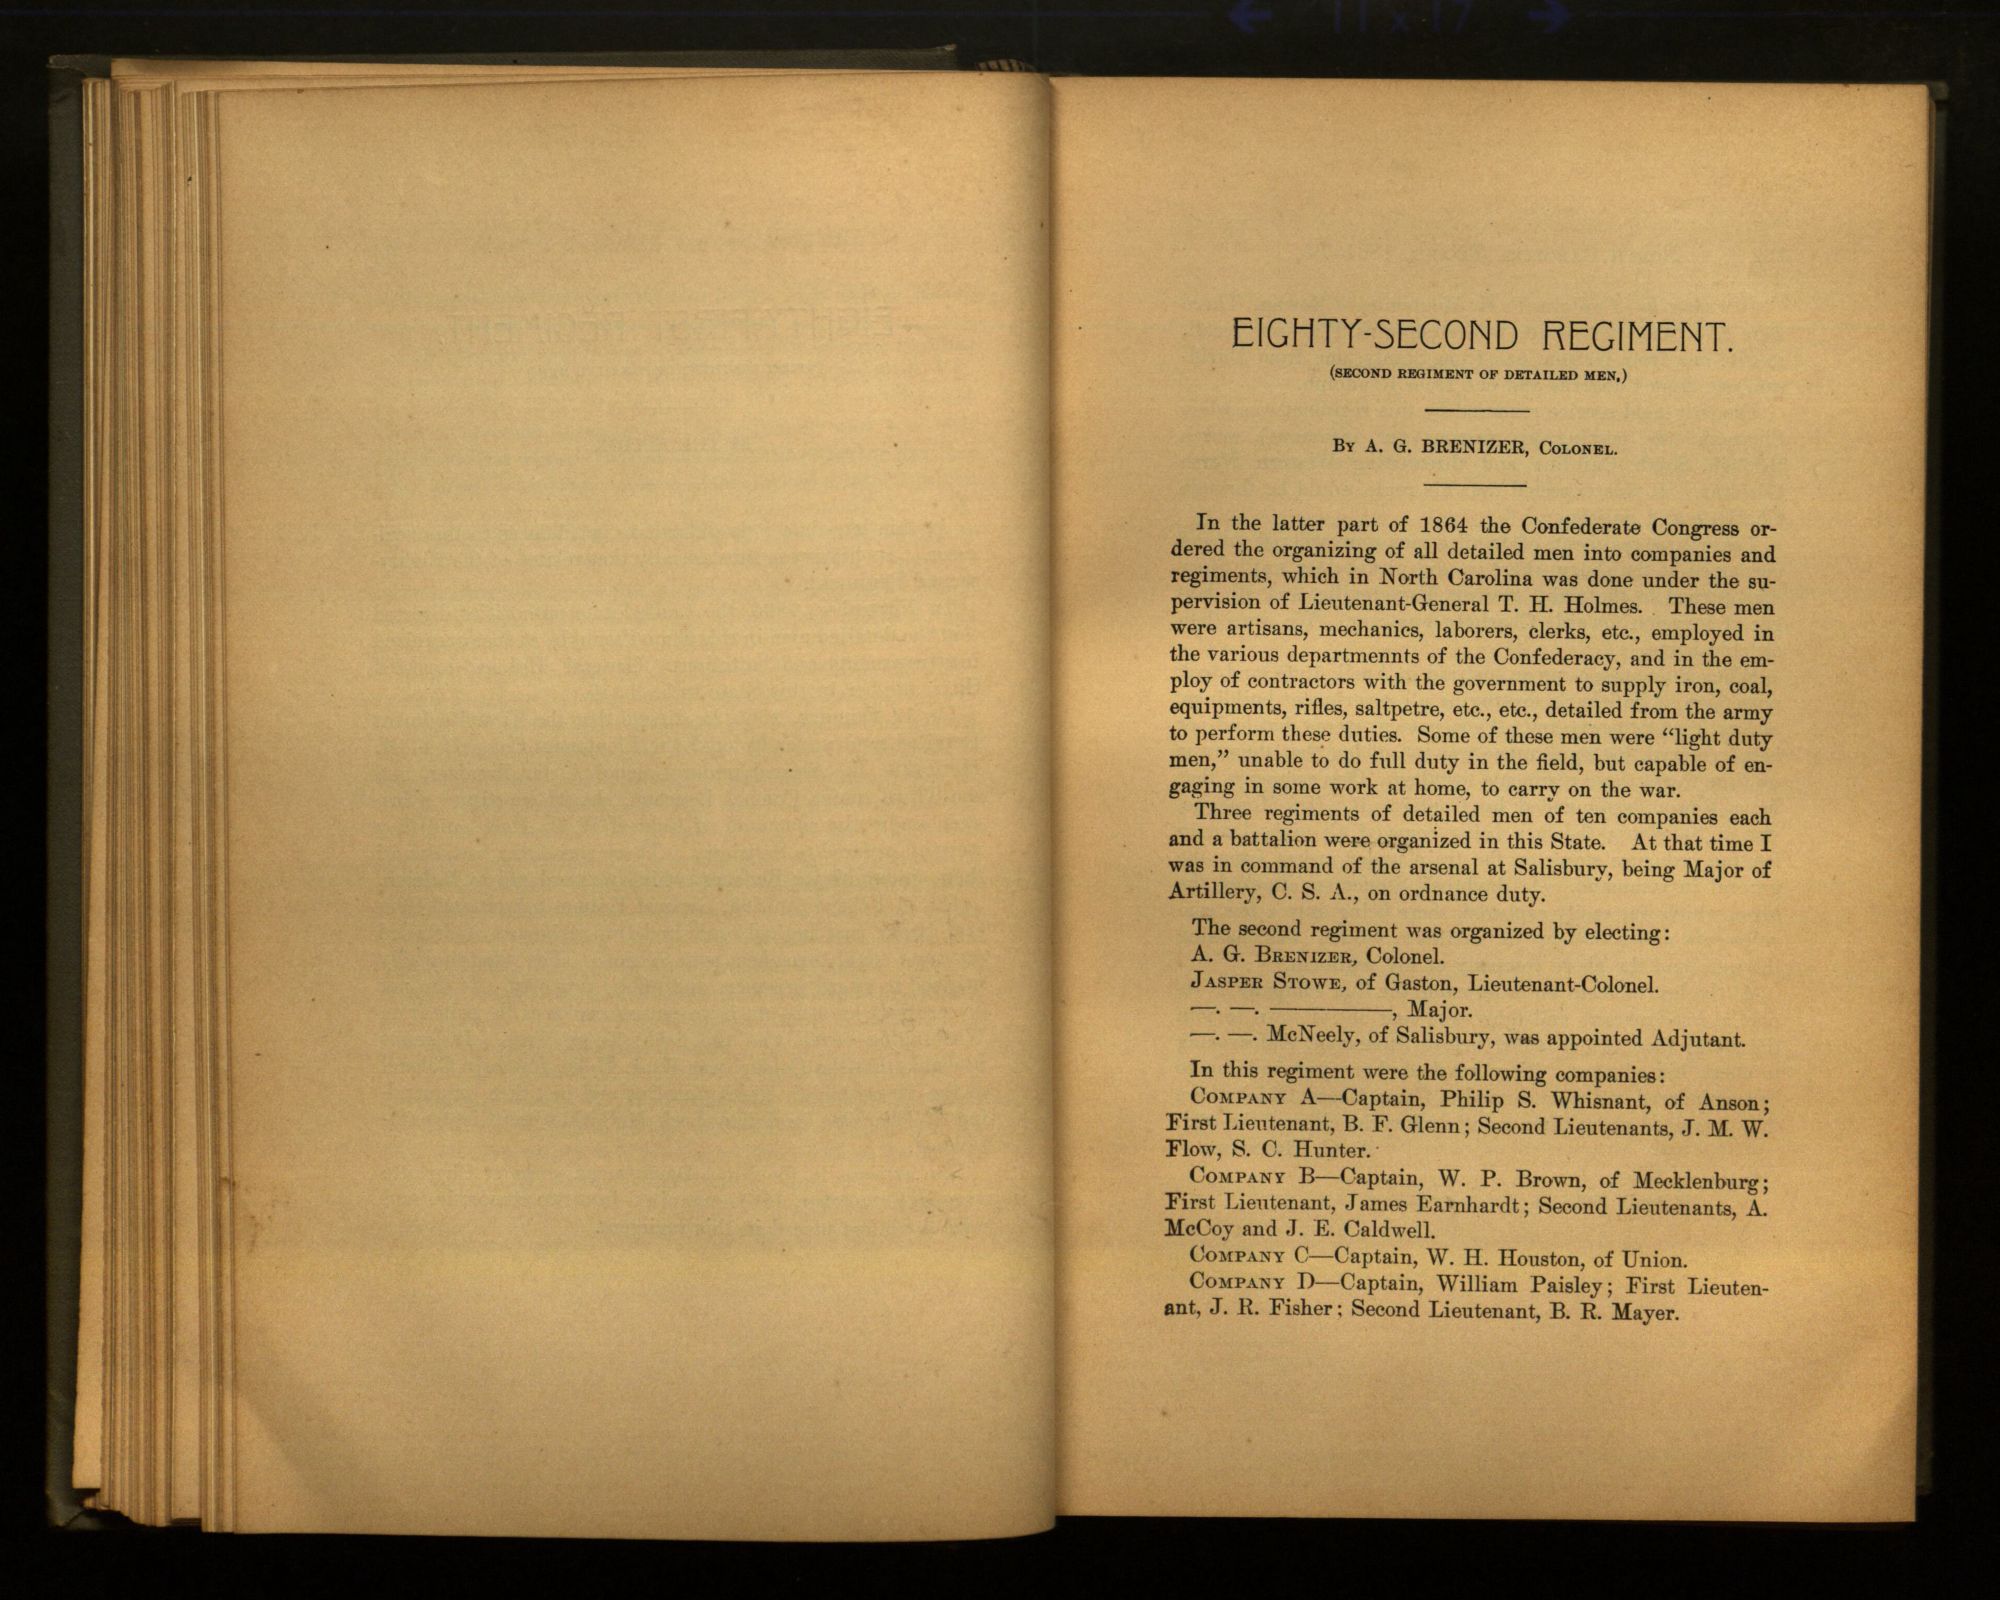 ← 11 x 17 →
EIGHTY-SECOND REGIMENT.
(SECOND REGIMENT OF DETAILED MEN,)
By A. G. BRENIZER, Colonel.
In the latter part of 1864 the Confederate Congress or-
dered the organizing of all detailed men into companies and
regiments, which in North Carolina was done under the su-
pervision of Lieutenant-General T. H. Holmes. These men
were artisans, mechanics, laborers, clerks, etc., employed in
the various departmennts of the Confederacy, and in the em-
ploy of contractors with the government to supply iron, coal,
equipments, rifles, saltpetre, etc., etc., detailed from the army
to perform these duties. Some of these men were “light duty
men,” unable to do full duty in the field, but capable of en-
gaging in some work at home, to carry on the war.
Three regiments of detailed men of ten companies each
and a battalion were organized in this State. At that time I
was in command of the arsenal at Salisbury, being Major of
Artillery, C. S. A., on ordnance duty.
The second regiment was organized by electing:
A. G. Brenizer, Colonel.
Jasper Stowe, of Gaston, Lieutenant-Colonel.
—. —. ————, Major.
—. —. McNeely, of Salisbury, was appointed Adjutant.
In this regiment were the following companies:
Company A—Captain, Philip S. Whisnant, of Anson;
First Lieutenant, B. F. Glenn; Second Lieutenants, J. M. W.
Flow, S. C. Hunter.
Company B—Captain, W. P. Brown, of Mecklenburg;
First Lieutenant, James Earnhardt; Second Lieutenants, A.
McCoy and J. E. Caldwell.
Company C—Captain, W. H. Houston, of Union.
Company D—Captain, William Paisley; First Lieuten-
ant, J. R. Fisher; Second Lieutenant, B. R. Mayer.